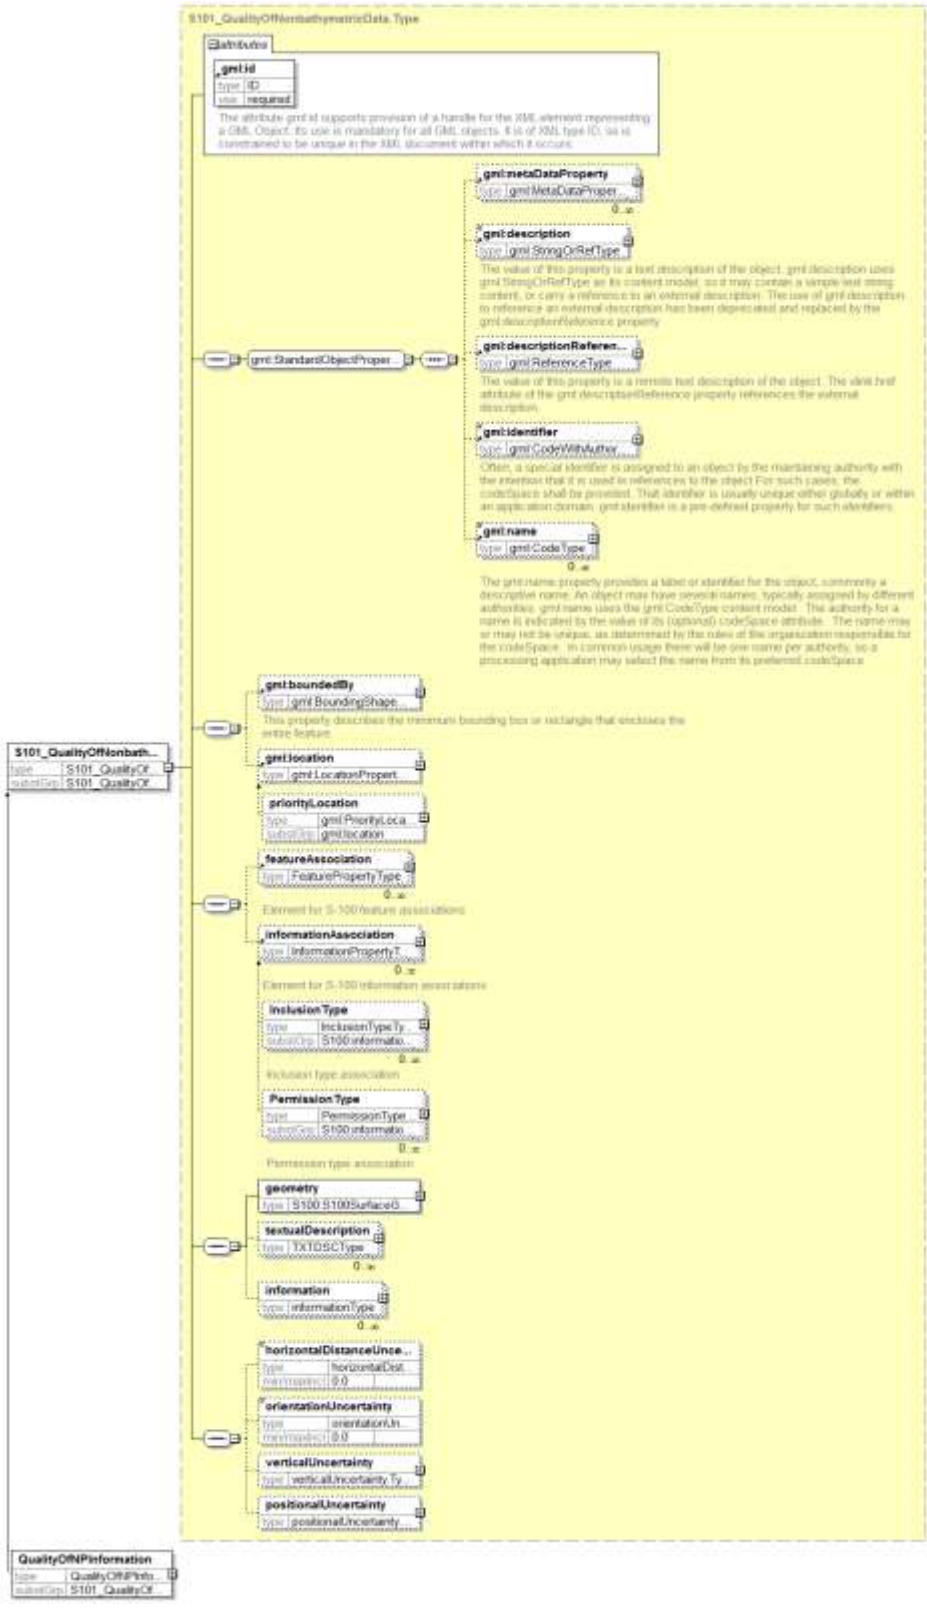 S101_QualityOfNonbathymetricData.Type
attributes
gml:id
type ID
use required
The attribute gml:id supports provision of a handle for the XML element representing
a GML Object. Its use is mandatory for all GML objects. It is of XML type ID, so is
constrained to be unique in the XML document within which it occurs.
gml:metaDataProperty
type gml:MetaDataProper...
0..∞
gml:description
type gml:StringOrRefType
The value of this property is a text description of the object. gml:description uses
gml:StringOrRefType as its content model, so it may contain a simple text string
content, or carry a reference to an external description. The use of gml:description
to reference an external description has been deprecated and replaced by the
gml:descriptionReference property.
gml:StandardObjectProper...
gml:descriptionReferen...
type gml:ReferenceType
The value of this property is a remote text description of the object. The xlink:href
attribute of the gml:descriptionReference property references the external
description.
gml:identifier
type gml:CodeWithAuthor...
Often, a special identifier is assigned to an object by the maintaining authority with
the intention that it is used in references to the object For such cases, the
codeSpace shall be provided. That identifier is usually unique either globally or within
an application domain. gml:identifier is a pre-defined property for such identifiers.
gml:name
type gml:CodeType
0..∞
The gml:name property provides a label or identifier for the object, commonly a
descriptive name. An object may have several names, typically assigned by different
authorities. gml:name uses the gml:CodeType content model. The authority for a
name is indicated by the value of its (optional) codeSpace attribute. The name may
or may not be unique, as determined by the rules of the organization responsible for
the codeSpace. In common usage there will be one name per authority, so a
processing application may select the name from its preferred codeSpace.
gml:boundedBy
type gml:BoundingShape...
This property describes the minimum bounding box or rectangle that encloses the
entire feature.
S101_QualityOfNonbath...
type S101_QualityOf...
substGrp S101_QualityOf...
gml:location
type gml:LocationPropert...
priorityLocation
type gml:PriorityLoca...
substGrp gml:location
featureAssociation
type FeaturePropertyType
0..∞
Element for S-100 feature associations
informationAssociation
type InformationPropertyT...
0..∞
Element for S-100 information associations
InclusionType
type InclusionTypeTy...
substGrp S100:informatio...
0..∞
Inclusion type association
PermissionType
type PermissionType...
substGrp S100:informatio...
0..∞
Permission type association
geometry
type S100:S100SurfaceG...
textualDescription
type TXTDSCType
0..∞
information
type informationType
0..∞
horizontalDistanceUnce...
type horizontalDist...
min/maxIncl 0.0
orientationUncertainty
type orientationUn...
min/maxIncl 0.0
verticalUncertainty
type verticalUncertainty.Ty...
positionalUncertainty
type positionalUncertainty...
QualityOfNPInformation
type QualityOfNPInfo...
substGrp S101_QualityOf...